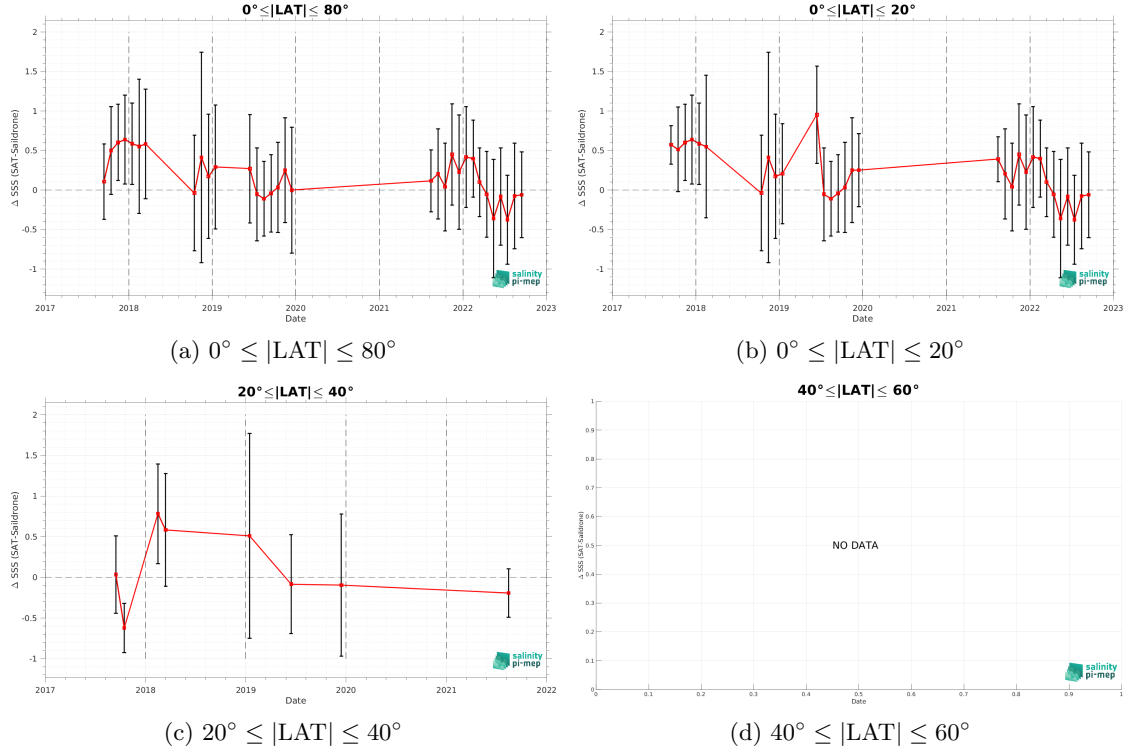 0°≤|LAT|≤ 80°
Δ SSS (SAT-Saildrone)
2
1.5
1
0.5
0
-0.5
-1
2017
2018
2019
2020
2021
2022
2023
Date
salinity
pi-mep
(a) 0° ≤ |LAT| ≤ 80°
0°≤|LAT|≤ 20°
Δ SSS (SAT-Saildrone)
2
1.5
1
0.5
0
-0.5
-1
2017
2018
2019
2020
2021
2022
2023
Date
salinity
pi-mep
(b) 0° ≤ |LAT| ≤ 20°
20°≤|LAT|≤ 40°
Δ SSS (SAT-Saildrone)
2
1.5
1
0.5
0
-0.5
-1
2017
2018
2019
2020
2021
2022
Date
salinity
pi-mep
(c) 20° ≤ |LAT| ≤ 40°
40°≤|LAT|≤ 60°
Δ SSS (SAT-Saildrone)
1
0.9
0.8
0.7
0.6
0.5
0.4
0.3
0.2
0.1
0
NO DATA
0
0.1
0.2
0.3
0.4
0.5
0.6
0.7
0.8
0.9
1
Date
salinity
pi-mep
(d) 40° ≤ |LAT| ≤ 60°